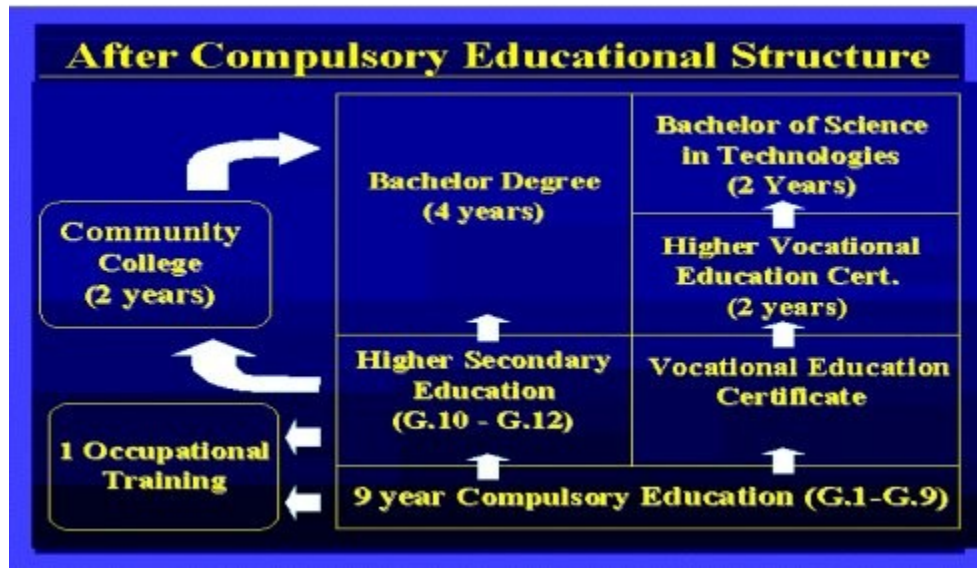 After Compulsory Educational Structure
Bachelor Degree
(4 years)
Bachelor of Science
in Technologies
(2 Years)
Community
College
(2 years)
Higher Vocational
Education Cert.
(2 years)
Higher Secondary
Education
(G.10 - G.12)
Vocational Education
Certificate
1 Occupational
Training
9 year Compulsory Education (G.1-G.9)